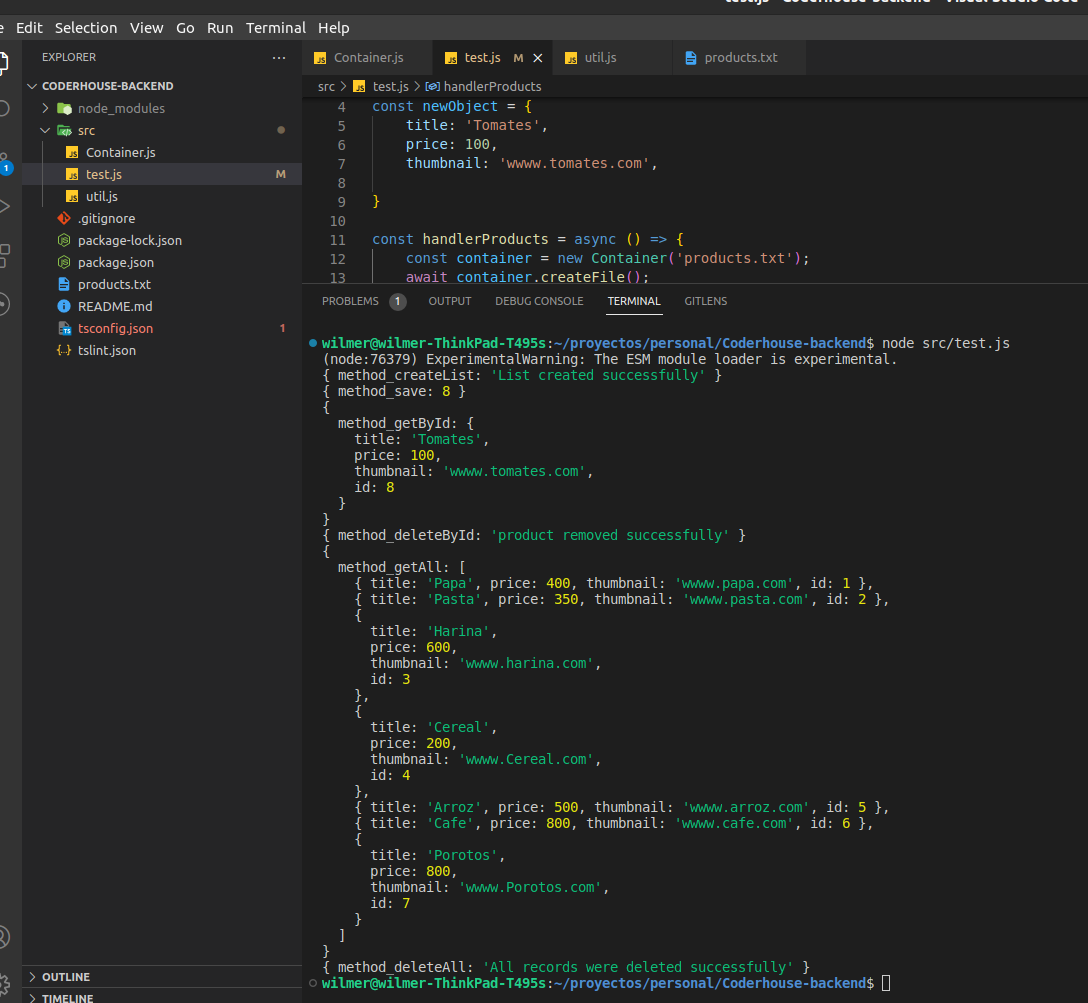 Edit Selection View Go Run Terminal Help
EXPLORER ...
CODERHOUSE-BACKEND
node_modules
src
Container.js
test.js M
util.js
.gitignore
package-lock.json
package.json
products.txt
README.md
tsconfig.json 1
tslint.json
OUTLINE
TIMELINE
1
Container.js test.js M util.js products.txt
src > test.js > handlerProducts
4 const newObject = {
5 title: 'Tomates',
6 price: 100,
7 thumbnail: 'wwww.tomates.com',
8
9 }
10
11 const handlerProducts = async () => {
12 const container = new Container('products.txt');
13 await container.createFile();
PROBLEMS 1 OUTPUT DEBUG CONSOLE TERMINAL GITLENS
wilmer@wilmer-ThinkPad-T495s:~/proyectos/personal/Coderhouse-backend$ node src/test.js
(node:76379) ExperimentalWarning: The ESM module loader is experimental.
{ method_createList: 'List created successfully' }
{ method_save: 8 }
{
method_getById: {
title: 'Tomates',
price: 100,
thumbnail: 'wwww.tomates.com',
id: 8
}
}
{ method_deleteById: 'product removed successfully' }
{
method_getAll: [
{ title: 'Papa', price: 400, thumbnail: 'wwww.papa.com', id: 1 },
{ title: 'Pasta', price: 350, thumbnail: 'wwww.pasta.com', id: 2 },
{
title: 'Harina',
price: 600,
thumbnail: 'wwww.harina.com',
id: 3
},
{
title: 'Cereal',
price: 200,
thumbnail: 'wwww.Cereal.com',
id: 4
},
{ title: 'Arroz', price: 500, thumbnail: 'wwww.arroz.com', id: 5 },
{ title: 'Cafe', price: 800, thumbnail: 'wwww.cafe.com', id: 6 },
{
title: 'Porotos',
price: 800,
thumbnail: 'wwww.Porotos.com',
id: 7
}
]
}
{ method_deleteAll: 'All records were deleted successfully' }
wilmer@wilmer-ThinkPad-T495s:~/proyectos/personal/Coderhouse-backend$